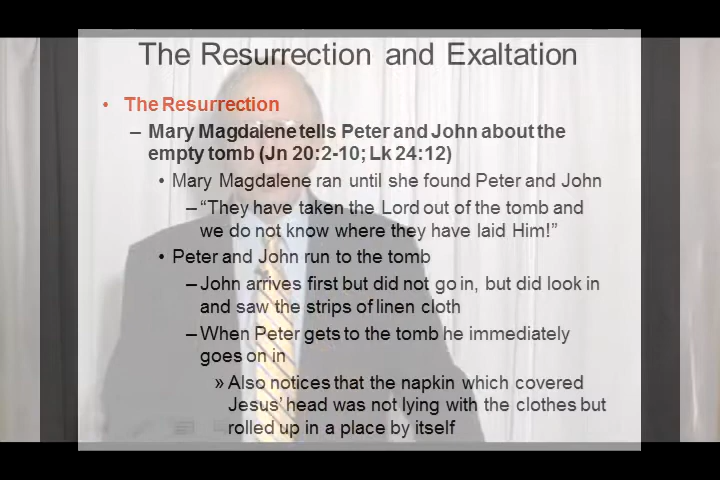 The Resurrection and Exaltation
• The Resurrection
– Mary Magdalene tells Peter and John about the
empty tomb (Jn 20:2-10; Lk 24:12)
• Mary Magdalene ran until she found Peter and John
– “They have taken the Lord out of the tomb and
we do not know where they have laid Him!”
• Peter and John run to the tomb
– John arrives first but did not go in, but did look in
and saw the strips of linen cloth
– When Peter gets to the tomb he immediately
goes on in
» Also notices that the napkin which covered
Jesus’ head was not lying with the clothes but
rolled up in a place by itself